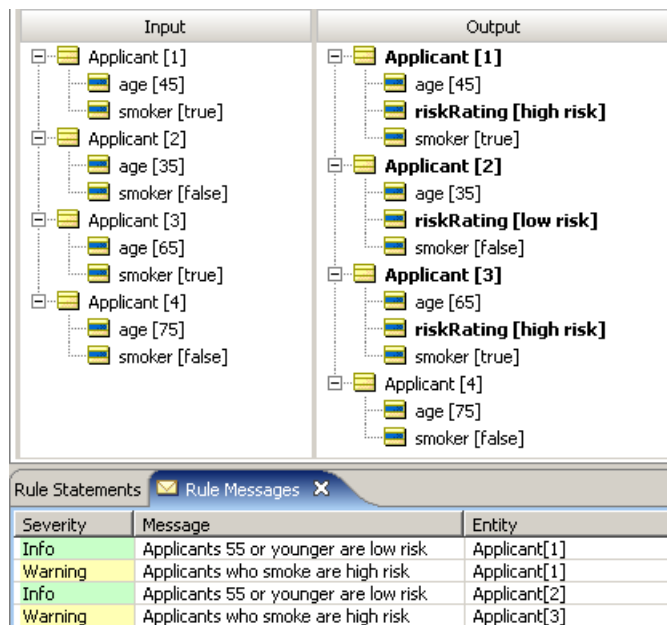 Input
Applicant [1]
age [45]
smoker [true]
Applicant [2]
age [35]
smoker [false]
Applicant [3]
age [65]
smoker [true]
Applicant [4]
age [75]
smoker [false]
Output
Applicant [1]
age [45]
riskRating [high risk]
smoker [true]
Applicant [2]
age [35]
riskRating [low risk]
smoker [false]
Applicant [3]
age [65]
riskRating [high risk]
smoker [true]
Applicant [4]
age [75]
smoker [false]
Rule Statements Rule Messages
Severity Message Entity
Info Applicants 55 or younger are low risk Applicant[1]
Warning Applicants who smoke are high risk Applicant[1]
Info Applicants 55 or younger are low risk Applicant[2]
Warning Applicants who smoke are high risk Applicant[3]